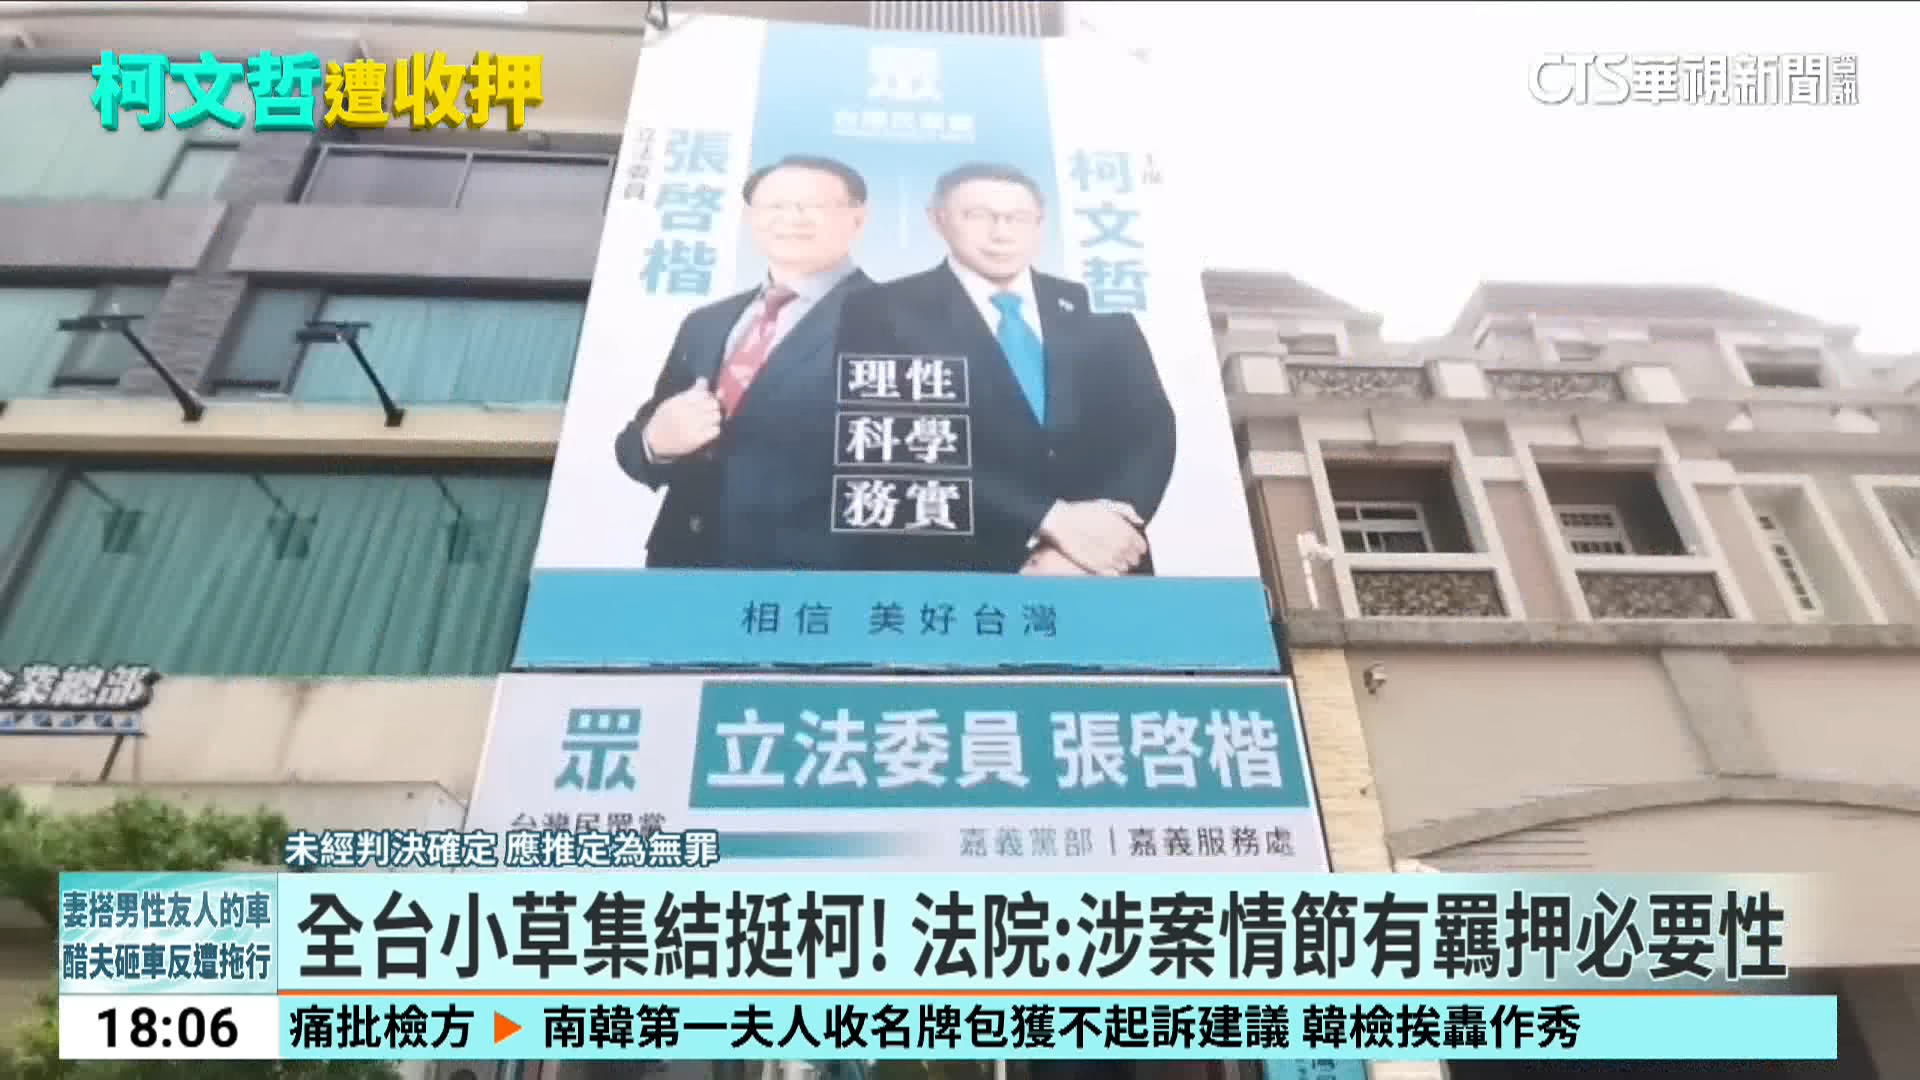 柯文哲遭收押
CTS華視新聞資訊
眾
台灣民眾黨
立法委員
張啓楷
主席
柯文哲
理性
科學
務實
相信 美好台灣
企業總部
眾
台灣民眾黨
立法委員 張啓楷
嘉義黨部|嘉義服務處
未經判決確定 應推定為無罪
妻搭男性友人的車
醋夫砸車反遭拖行
全台小草集結挺柯! 法院:涉案情節有羈押必要性
18:06
痛批檢方 ▶ 南韓第一夫人收名牌包獲不起訴建議 韓檢挨轟作秀